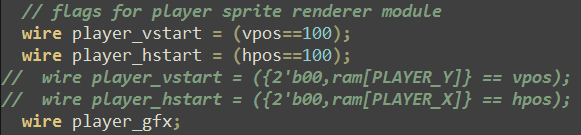 // flags for player sprite renderer module
wire player_vstart = (vpos==100);
wire player_hstart = (hpos==100);
//  wire player_vstart = ({2'b00,ram[PLAYER_Y]} == vpos);
//  wire player_hstart = ({2'b00,ram[PLAYER_X]} == hpos);
wire player_gfx;